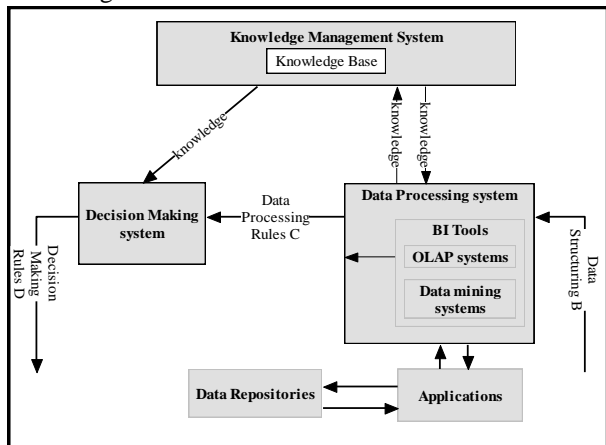 Knowledge Management System
Knowledge Base
knowledge
knowledge
knowledge
Decision Making
system
Data
Processing
Rules C
Data Processing system
BI Tools
OLAP systems
Data mining
systems
Decision
Making
Rules D
Data
Structuring B
Data Repositories
Applications